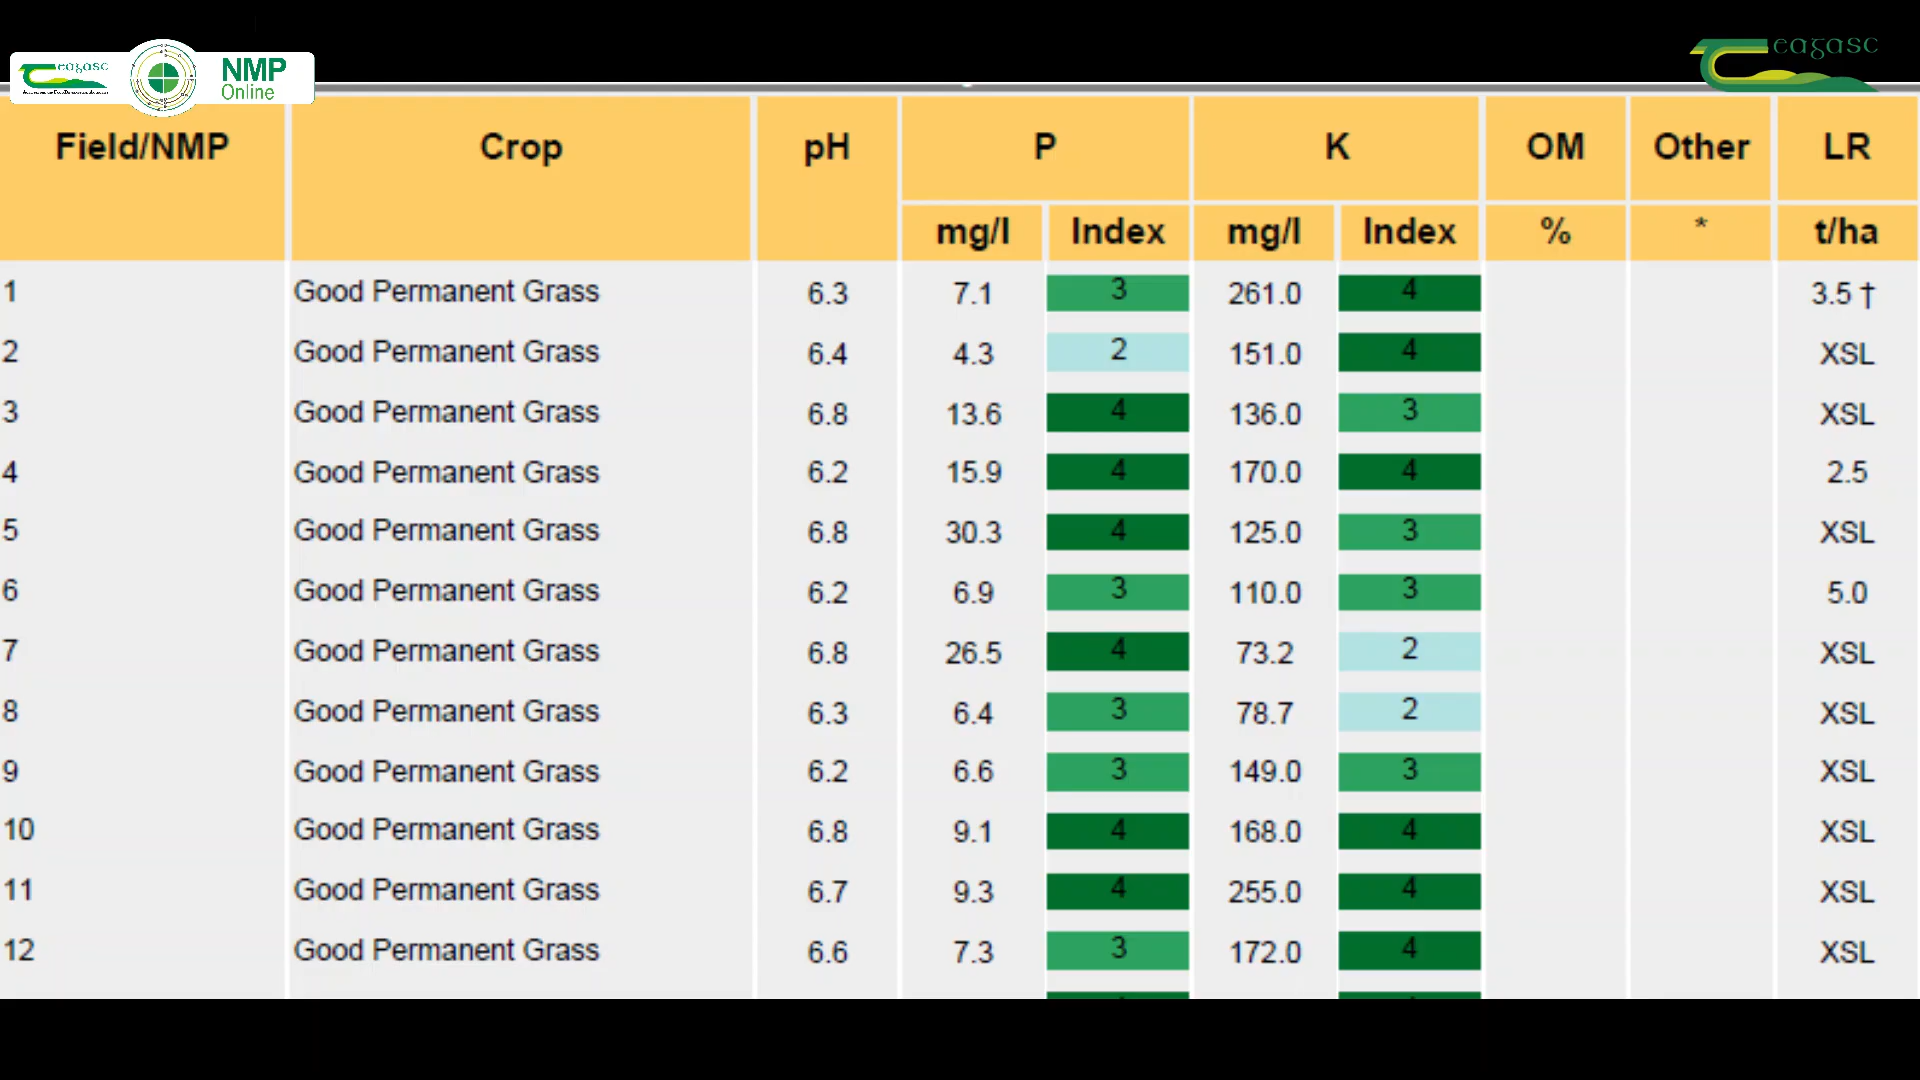 eagasc
NMP
Online
eagasc
Field/NMP Crop pH P K OM Other LR
mg/l Index mg/l Index % * t/ha
1 Good Permanent Grass 6.3 7.1 3 261.0 4 3.5 †
2 Good Permanent Grass 6.4 4.3 2 151.0 4 XSL
3 Good Permanent Grass 6.8 13.6 4 136.0 3 XSL
4 Good Permanent Grass 6.2 15.9 4 170.0 4 2.5
5 Good Permanent Grass 6.8 30.3 4 125.0 3 XSL
6 Good Permanent Grass 6.2 6.9 3 110.0 3 5.0
7 Good Permanent Grass 6.8 26.5 4 73.2 2 XSL
8 Good Permanent Grass 6.3 6.4 3 78.7 2 XSL
9 Good Permanent Grass 6.2 6.6 3 149.0 3 XSL
10 Good Permanent Grass 6.8 9.1 4 168.0 4 XSL
11 Good Permanent Grass 6.7 9.3 4 255.0 4 XSL
12 Good Permanent Grass 6.6 7.3 3 172.0 4 XSL